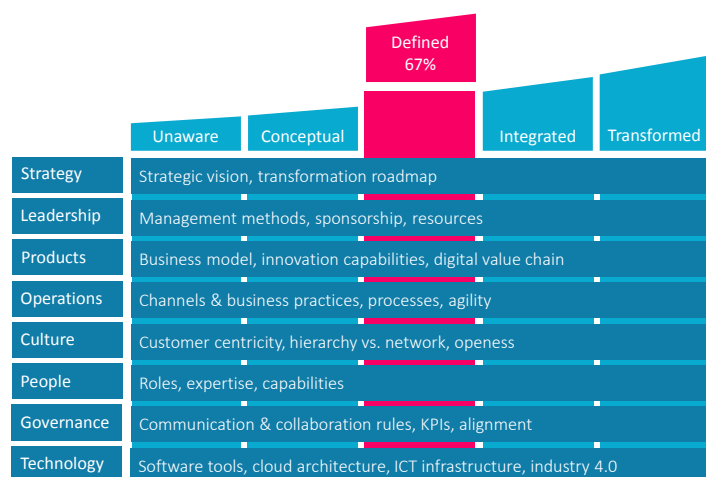 Defined
67%
Unaware
Conceptual
Integrated
Transformed
Strategy
Strategic vision, transformation roadmap
Leadership
Management methods, sponsorship, resources
Products
Business model, innovation capabilities, digital value chain
Operations
Channels & business practices, processes, agility
Culture
Customer centricity, hierarchy vs. network, openess
People
Roles, expertise, capabilities
Governance
Communication & collaboration rules, KPIs, alignment
Technology
Software tools, cloud architecture, ICT infrastructure, industry 4.0